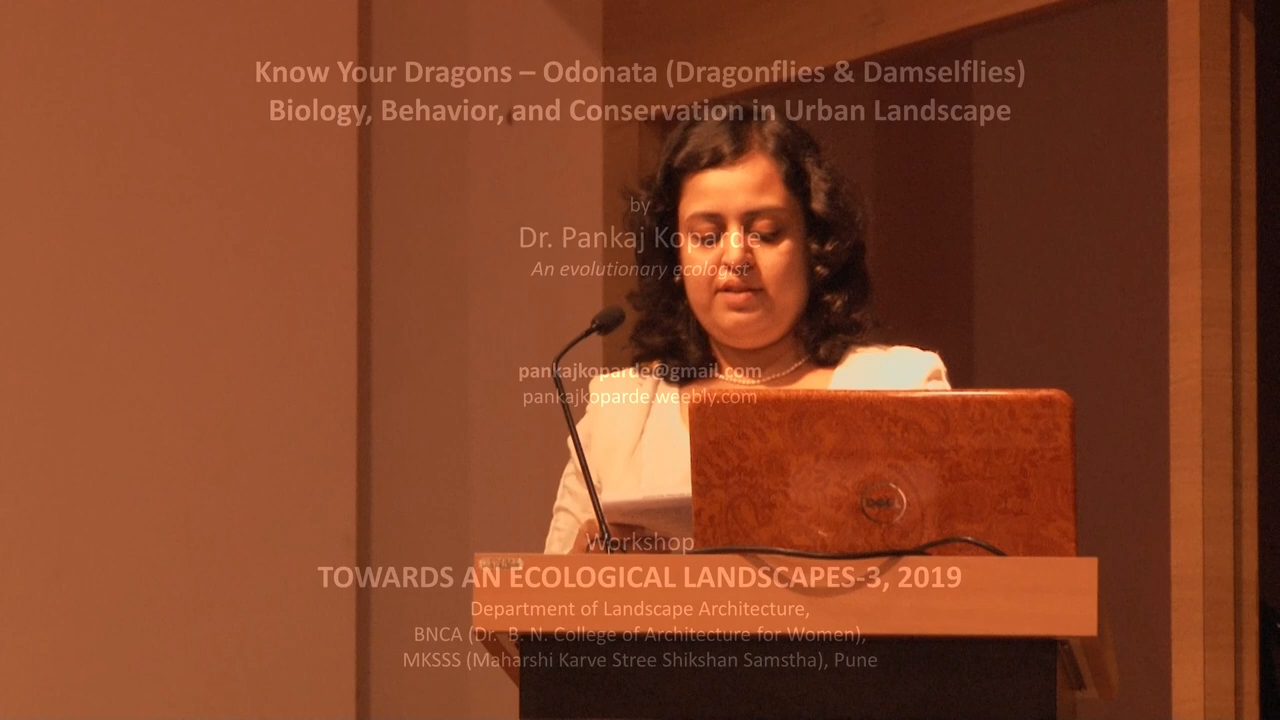 Know Your Dragons – Odonata (Dragonflies & Damselflies)
Biology, Behavior, and Conservation in Urban Landscape
by
Dr. Pankaj Koparde
An evolutionary ecologist
pankajkoparde@gmail.com
pankajkoparde.weebly.com
DELL
Workshop
TOWARDS AN ECOLOGICAL LANDSCAPES-3, 2019
Department of Landscape Architecture,
BNCA (Dr. B. N. College of Architecture for Women),
MKSSS (Maharshi Karve Stree Shikshan Samstha), Pune